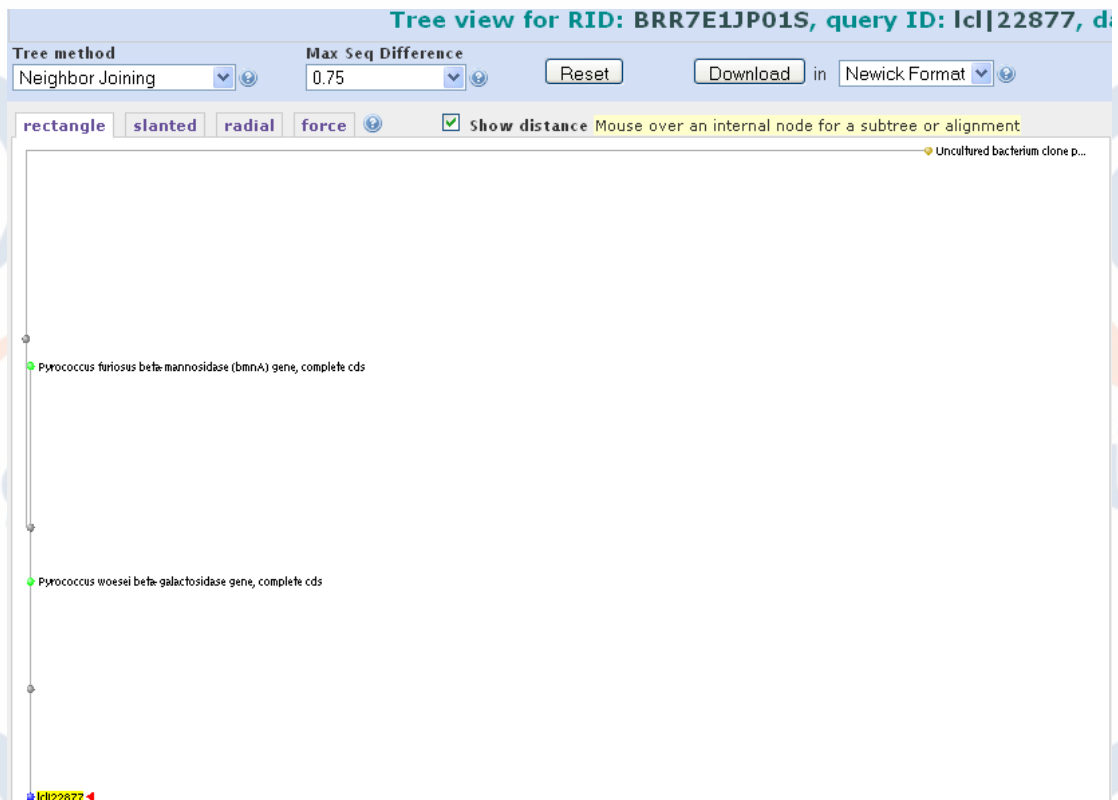 Tree view for RID: BRR7E1JP01S, query ID: lcl|22877, da
Tree method Max Seq Difference
Neighbor Joining 0.75 Reset Download in Newick Format
rectangle slanted radial force Show distance Mouse over an internal node for a subtree or alignment
Uncultured bacterium clone p...
Pyrococcus furiosus beta-mannosidase (bmnA) gene, complete cds
Pyrococcus woesei beta-galactosidase gene, complete cds
lcl|22877